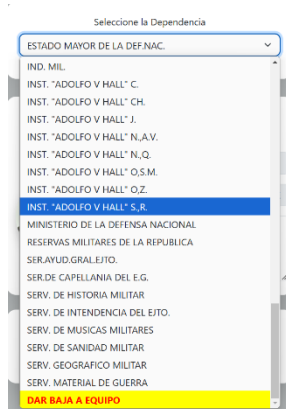 Seleccione la Dependencia
ESTADO MAYOR DE LA DEF.NAC.
IND. MIL.
INST. "ADOLFO V HALL" C.
INST. "ADOLFO V HALL" CH.
INST. "ADOLFO V HALL" J.
INST. "ADOLFO V HALL" N.,A.V.
INST. "ADOLFO V HALL" N.,Q.
INST. "ADOLFO V HALL" O,S.M.
INST. "ADOLFO V HALL" O,Z.
INST. "ADOLFO V HALL" S.,R.
MINISTERIO DE LA DEFENSA NACIONAL
RESERVAS MILITARES DE LA REPUBLICA
SER.AYUD.GRAL.EJTO.
SER.DE CAPELLANIA DEL E.G.
SERV. DE HISTORIA MILITAR
SERV. DE INTENDENCIA DEL EJTO.
SERV. DE MUSICAS MILITARES
SERV. DE SANIDAD MILITAR
SERV. GEOGRAFICO MILITAR
SERV. MATERIAL DE GUERRA
DAR BAJA A EQUIPO